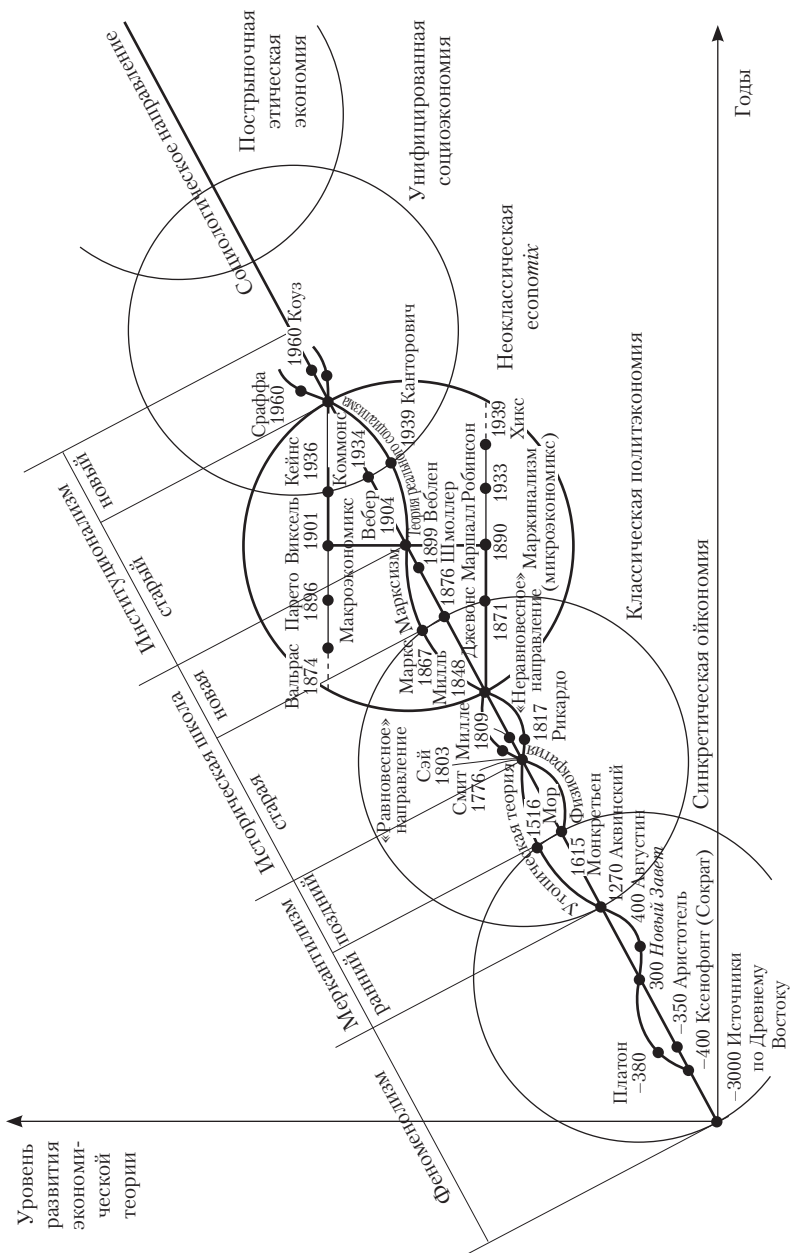 Уровень
развития
экономи-
ческой
теории
Годы
Феноменолизм
Меркантилизм
ранний
поздний
Историческая школа
старая
новая
Институционализм
старый
новый
Социологическое направление
Пострыночная
этическая
экономия
Унифицированная
социоэкономия
Неоклассическая
economix
Классическая политэкономия
Синкретическая ойкономия
Сраффа
1960
1960 Коуз
Вальрас
1874
Парето
1896
Виксель
1901
Кейнс
1936
Макроэкономикс
Коммонс
1934
Вебер
1904
Теория реального социализма
1939 Канторович
Марксизм
Маркс
1867
Милль
1848
1899 Веблен
1876 Шмоллер
Джевонс
1871
Маршалл
1890
Робинсон
1933
1939
Хикс
Маржинализм
(микроэкономикс)
«Равновесное»
направление
«Неравновесное»
направление
Сэй
1803
Смит
1776
Милле
1809
1817
Рикардо
Физиократия
Утопическая теория
1516
Мор
1615
Монкретьен
1270 Аквинский
400 Августин
300 Новый Завет
−350 Аристотель
−400 Ксенофонт (Сократ)
Платон
−380
−3000 Источники
по Древнему
Востоку